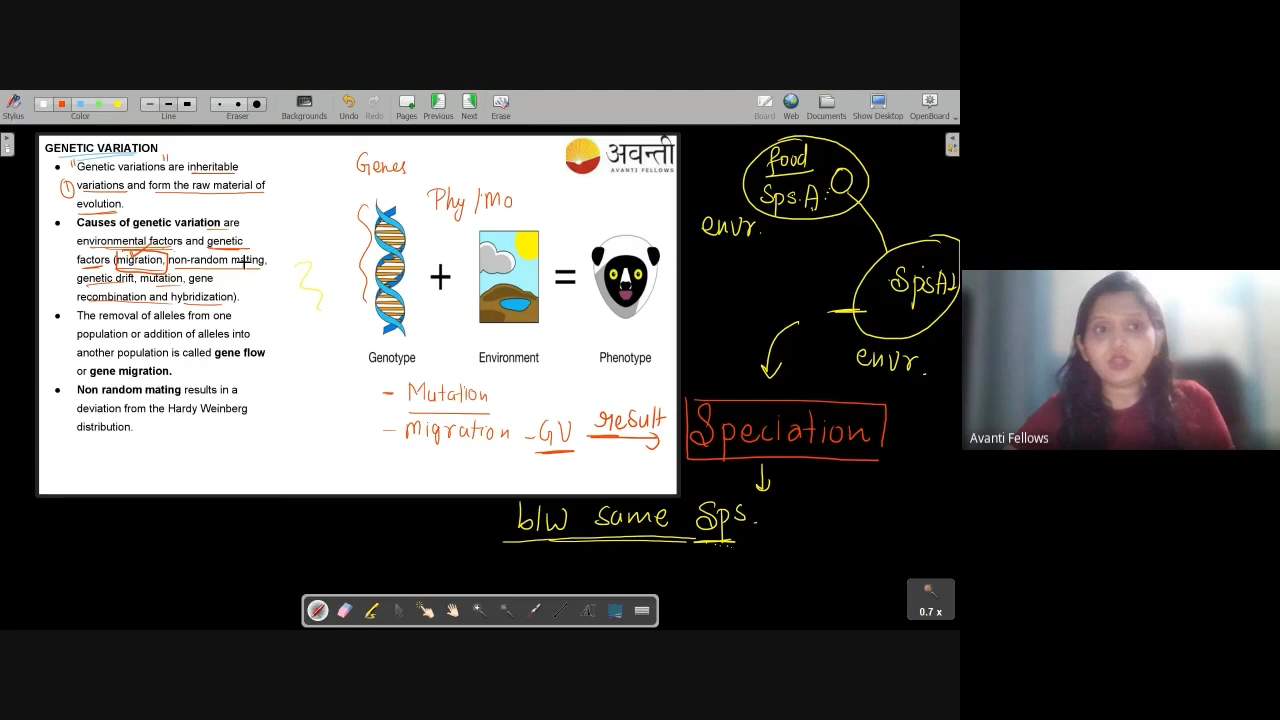 Stylus
Color
Line
Eraser
Backgrounds
Undo
Redo
Pages
Previous
Next
Erase
Board
Web
Documents
Show Desktop
OpenBoard
GENETIC VARIATION
"Genetic variations" are inheritable
① variations and form the raw material of
evolution.
Causes of genetic variation are
environmental factors and genetic
factors (migration, non-random mating,
genetic drift, mutation, gene
recombination and hybridization).
The removal of alleles from one
population or addition of alleles into
another population is called gene flow
or gene migration.
Non random mating results in a
deviation from the Hardy Weinberg
distribution.
Genes
Phy / Mo
अवन्ती
AVANTI FELLOWS
+
=
Genotype
Environment
Phenotype
- Mutation
- Migration - GV result
food
Sps.A
envr.
Sps A1
envr.
Speciation
b/w same Sps.
0.7 x
Avanti Fellows